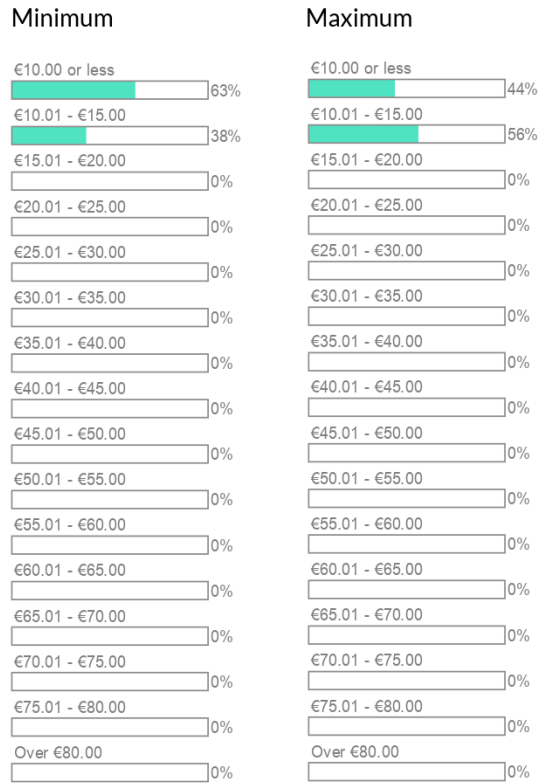 Minimum
€10.00 or less
63%
€10.01 - €15.00
38%
€15.01 - €20.00
0%
€20.01 - €25.00
0%
€25.01 - €30.00
0%
€30.01 - €35.00
0%
€35.01 - €40.00
0%
€40.01 - €45.00
0%
€45.01 - €50.00
0%
€50.01 - €55.00
0%
€55.01 - €60.00
0%
€60.01 - €65.00
0%
€65.01 - €70.00
0%
€70.01 - €75.00
0%
€75.01 - €80.00
0%
Over €80.00
0%
Maximum
€10.00 or less
44%
€10.01 - €15.00
56%
€15.01 - €20.00
0%
€20.01 - €25.00
0%
€25.01 - €30.00
0%
€30.01 - €35.00
0%
€35.01 - €40.00
0%
€40.01 - €45.00
0%
€45.01 - €50.00
0%
€50.01 - €55.00
0%
€55.01 - €60.00
0%
€60.01 - €65.00
0%
€65.01 - €70.00
0%
€70.01 - €75.00
0%
€75.01 - €80.00
0%
Over €80.00
0%